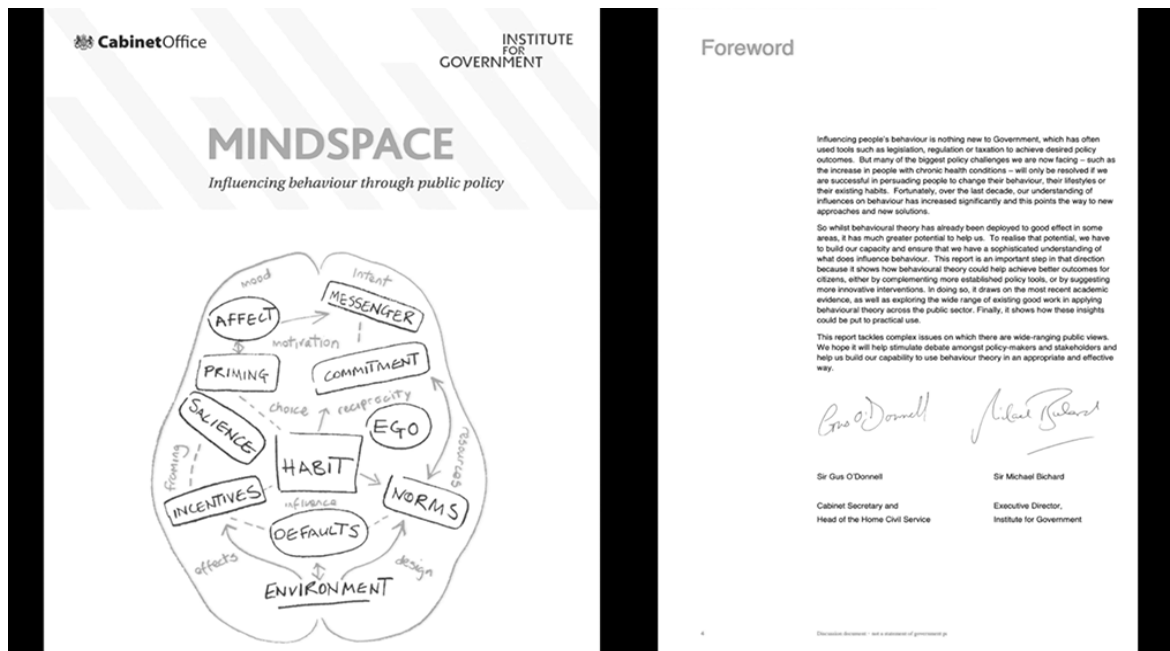 CabinetOffice
INSTITUTE
FOR
GOVERNMENT
MINDSPACE
Influencing behaviour through public policy
mood
Intent
AFFECT
MESSENGER
motivation
PRIMING
COMMITMENT
choice
reciprocity
SALIENCE
EGO
HABIT
framing
resources
INCENTIVES
NORMS
influence
DEFAULTS
effects
design
ENVIRONMENT
Foreword
Influencing people's behaviour is nothing new to Government, which has often
used tools such as legislation, regulation or taxation to achieve desired policy
outcomes. But many of the biggest policy challenges we are now facing – such as
the increase in people with chronic health conditions – will only be resolved if we
are successful in persuading people to change their behaviour, their lifestyles or
their existing habits. Fortunately, over the last decade, our understanding of
influences on behaviour has increased significantly and this points the way to new
approaches and new solutions.
So whilst behavioural theory has already been deployed to good effect in some
areas, it has much greater potential to help us. To realise that potential, we have
to build our capacity and ensure that we have a sophisticated understanding of
what does influence behaviour. This report is an important step in that direction
because it shows how behavioural theory could help achieve better outcomes for
citizens, either by complementing more established policy tools, or by suggesting
more innovative interventions. In doing so, it draws on the most recent academic
evidence, as well as exploring the wide range of existing good work in applying
behavioural theory across the public sector. Finally, it shows how these insights
could be put to practical use.
This report tackles complex issues on which there are wide-ranging public views.
We hope it will help stimulate debate amongst policy-makers and stakeholders and
help us build our capability to use behaviour theory in an appropriate and effective
way.
Gus O'Donnell
Michael Bichard
Sir Gus O'Donnell
Sir Michael Bichard
Cabinet Secretary and
Head of the Home Civil Service
Executive Director,
Institute for Government
Discussion document – not a statement of government